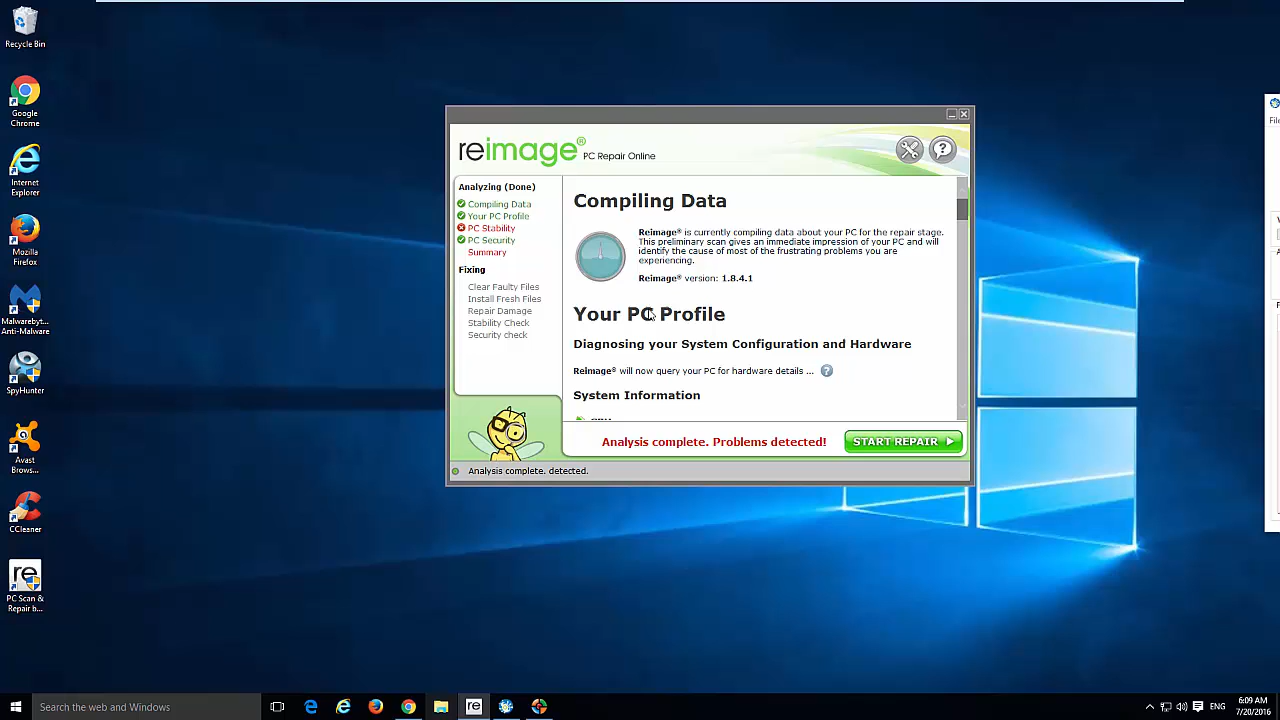 Recycle Bin
Google
Chrome
Internet
Explorer
Mozilla
Firefox
Malwarebyt...
Anti-Malware
SpyHunter
Avast
Brows...
CCleaner
re
PC Scan &
Repair b...
reimage® PC Repair Online
Analyzing (Done)
Compiling Data
Your PC Profile
PC Stability
PC Security
Summary
Fixing
Clear Faulty Files
Install Fresh Files
Repair Damage
Stability Check
Security check
Compiling Data
Reimage® is currently compiling data about your PC for the repair stage.
This preliminary scan gives an immediate impression of your PC and will
identify the cause of most of the frustrating problems you are
experiencing.
Reimage® version: 1.8.4.1
Your PC Profile
Diagnosing your System Configuration and Hardware
Reimage® will now query your PC for hardware details ... ?
System Information
Analysis complete. Problems detected!
START REPAIR
Analysis complete. detected.
Search the web and Windows
re
ENG
6:09 AM
7/20/2016